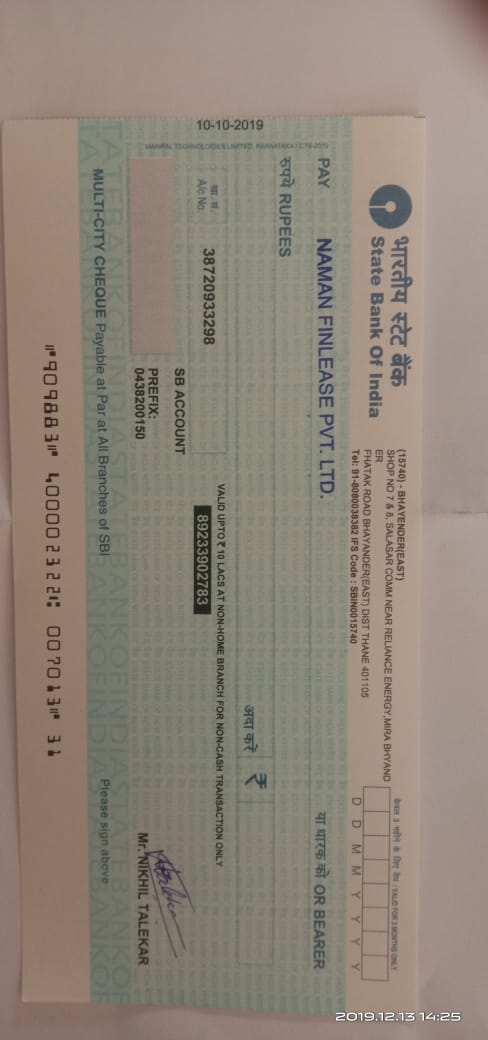 10-10-2019
MANIPAL TECHNOLOGIES LIMITED, KARNATAKA / CTS-2010
भारतीय स्टेट बैंक
State Bank Of India
(15740) - BHAYENDER(EAST)
SHOP NO 7 & 8, SALASAR COMM NEAR RELIANCE ENERGY,MIRA BHYAND
ER
FHATAK ROAD BHAYANDER(EAST) DIST THANE 401105
Tel: 91-8080038382 IFS Code : SBIN0015740
केवल 3 महीने के लिए वैध / VALID FOR 3 MONTHS ONLY
D D M M Y Y Y Y
PAY NAMAN FINLEASE PVT. LTD. या धारक को OR BEARER
रुपये RUPEES
अदा करें ₹
खा. सं.
A/c No. 38720933298
VALID UPTO ₹ 10 LACS AT NON-HOME BRANCH FOR NON-CASH TRANSACTION ONLY
89233902783
SB ACCOUNT
PREFIX:
0438200150
Mr. NIKHIL TALEKAR
MULTI-CITY CHEQUE Payable at Par at All Branches of SBI
Please sign above
⑈909883⑈ 400002322⑆ 007013⑈ 31
2019.12.13 14:25